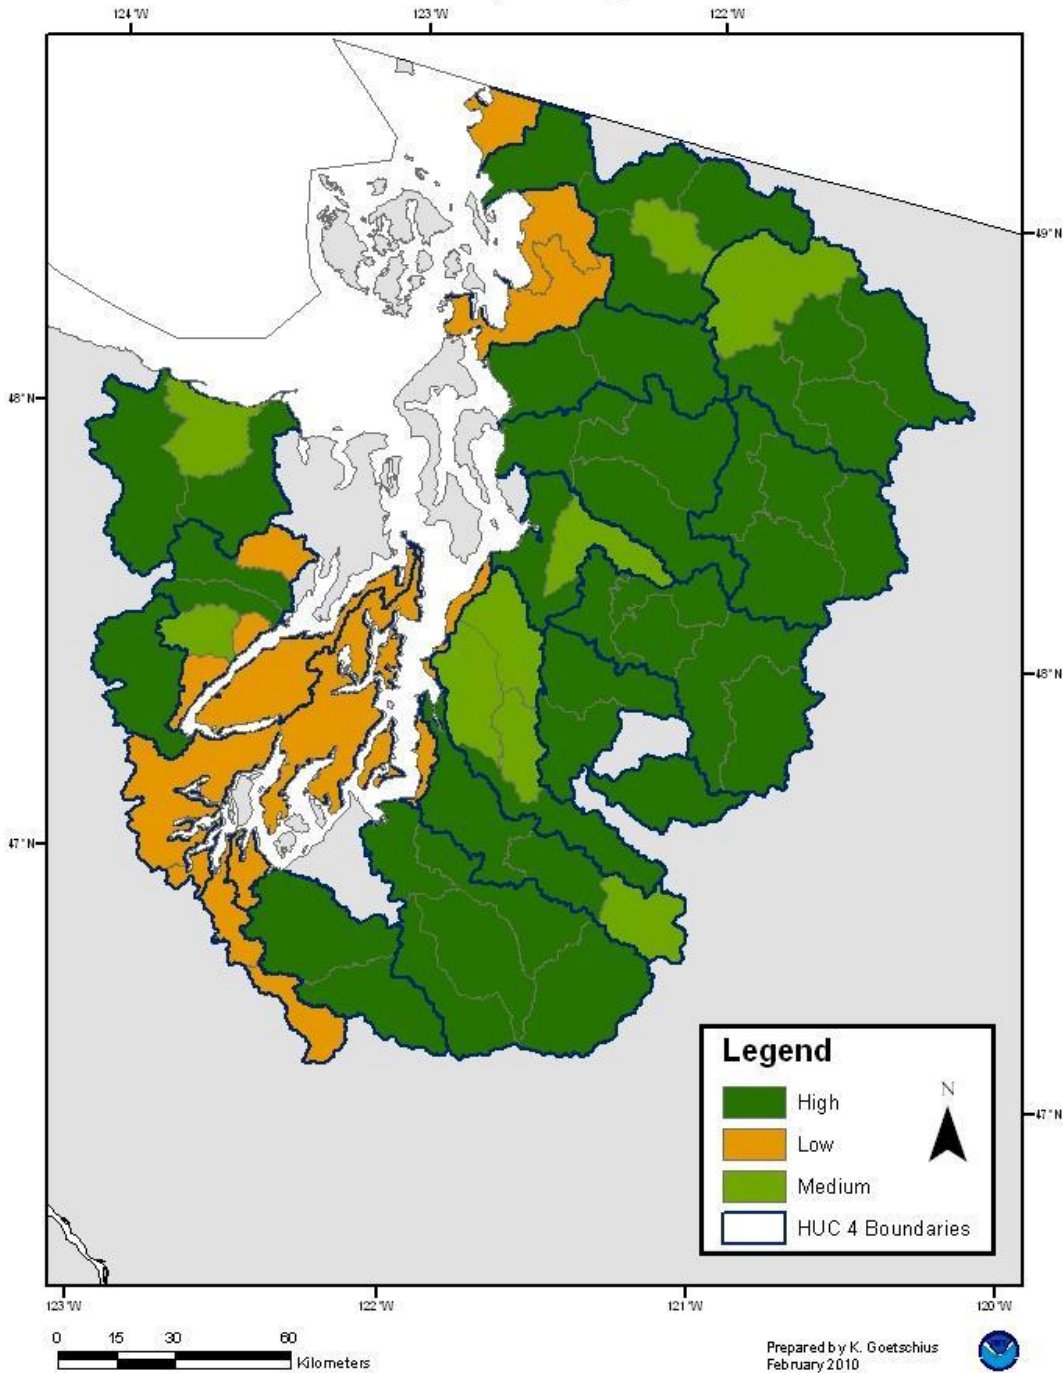 124°W 123°W 122°W
49°N
48°N
48°N
47°N
Legend
High
N
Low
47°N
Medium
HUC 4 Boundaries
123°W 122°W 121°W 120°W
0 15 30 60
Kilometers
Prepared by K. Goetschius
February 2010